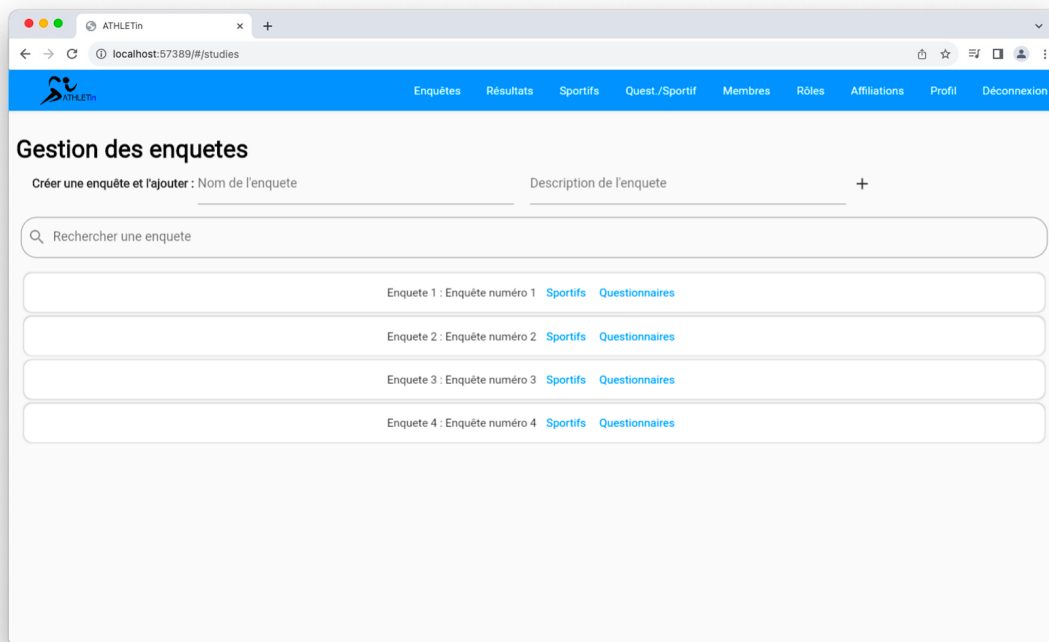 ATHLETin
localhost:57389/#/studies
ATHLETin
Enquêtes Résultats Sportifs Quest./Sportif Membres Rôles Affiliations Profil Déconnexion
Gestion des enquetes
Créer une enquête et l'ajouter : Nom de l'enquete Description de l'enquete +
Rechercher une enquete
Enquete 1 : Enquête numéro 1 Sportifs Questionnaires
Enquete 2 : Enquête numéro 2 Sportifs Questionnaires
Enquete 3 : Enquête numéro 3 Sportifs Questionnaires
Enquete 4 : Enquête numéro 4 Sportifs Questionnaires